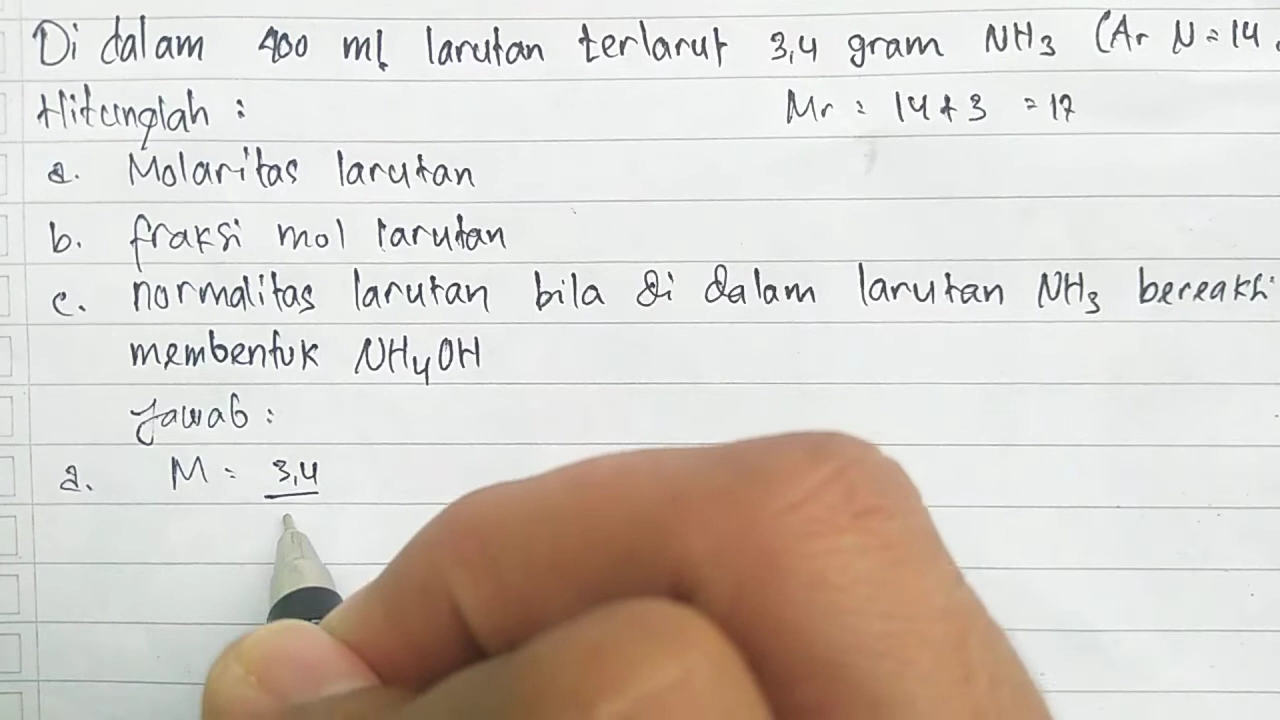 Di dalam 400 ml larutan terlarut 3,4 gram NH₃ (Ar N = 14,
Hitunglah :
Mr = 14 + 3 = 17
a. Molaritas larutan
b. fraksi mol larutan
c. normalitas larutan bila di dalam larutan NH₃ bereaksi
membentuk NH₄OH
Jawab :
a. M = 3,4